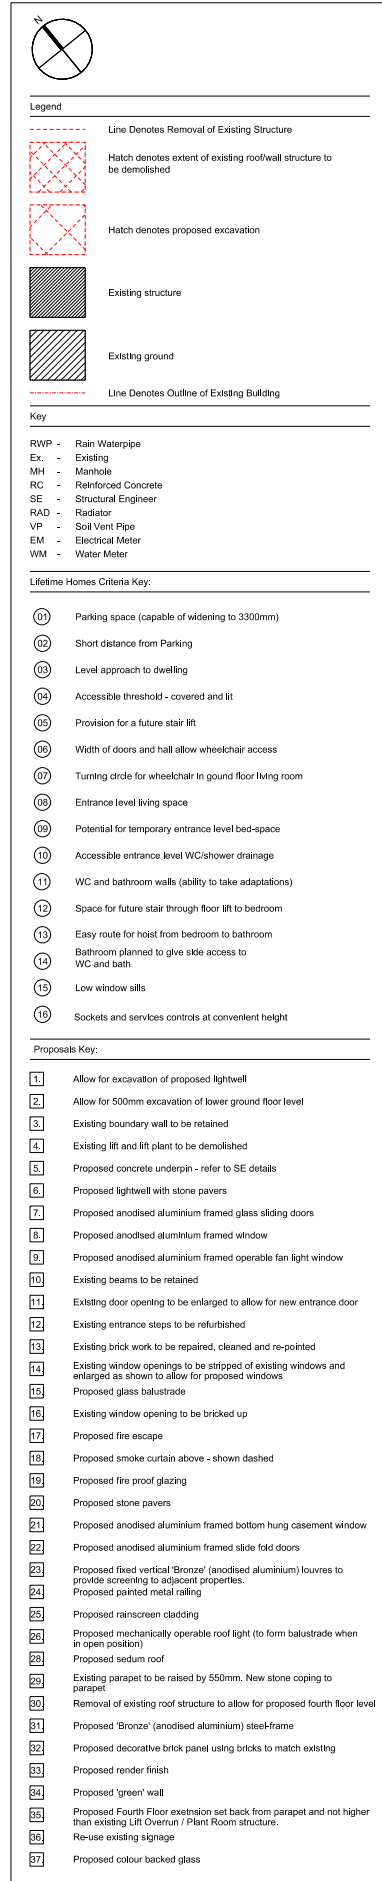 N
Legend
Line Denotes Removal of Existing Structure
Hatch denotes extent of existing roof/wall structure to
be demolished
Hatch denotes proposed excavation
Existing structure
Existing ground
Line Denotes Outline of Existing Building
Key
RWP - Rain Waterpipe
Ex. - Existing
MH - Manhole
RC - Reinforced Concrete
SE - Structural Engineer
RAD - Radiator
VP - Soil Vent Pipe
EM - Electrical Meter
WM - Water Meter
Lifetime Homes Criteria Key:
01 Parking space (capable of widening to 3300mm)
02 Short distance from Parking
03 Level approach to dwelling
04 Accessible threshold - covered and lit
05 Provision for a future stair lift
06 Width of doors and hall allow wheelchair access
07 Turning circle for wheelchair in gound floor living room
08 Entrance level living space
09 Potential for temporary entrance level bed-space
10 Accessible entrance level WC/shower drainage
11 WC and bathroom walls (ability to take adaptations)
12 Space for future stair through floor lift to bedroom
13 Easy route for hoist from bedroom to bathroom
14 Bathroom planned to give side access to
WC and bath
15 Low window sills
16 Sockets and services controls at convenient height
Proposals Key:
1. Allow for excavation of proposed lightwell
2. Allow for 500mm excavation of lower ground floor level
3. Existing boundary wall to be retained
4. Existing lift and lift plant to be demolished
5. Proposed concrete underpin - refer to SE details
6. Proposed lightwell with stone pavers
7. Proposed anodised aluminium framed glass sliding doors
8. Proposed anodised aluminium framed window
9. Proposed anodised aluminium framed operable fan light window
10. Existing beams to be retained
11. Existing door opening to be enlarged to allow for new entrance door
12. Existing entrance steps to be refurbished
13. Existing brick work to be repaired, cleaned and re-pointed
14. Existing window openings to be stripped of existing windows and
enlarged as shown to allow for proposed windows
15. Proposed glass balustrade
16. Existing window opening to be bricked up
17. Proposed fire escape
18. Proposed smoke curtain above - shown dashed
19. Proposed fire proof glazing
20. Proposed stone pavers
21. Proposed anodised aluminium framed bottom hung casement window
22. Proposed anodised aluminium framed slide fold doors
23. Proposed fixed vertical 'Bronze' (anodised aluminium) louvres to
provide screening to adjacent properties.
24. Proposed painted metal railing
25. Proposed rainscreen cladding
26. Proposed mechanically operable roof light (to form balustrade when
in open position)
28. Proposed sedum roof
29. Existing parapet to be raised by 550mm. New stone coping to
parapet
30. Removal of existing roof structure to allow for proposed fourth floor level
31. Proposed 'Bronze' (anodised aluminium) steel-frame
32. Proposed decorative brick panel using bricks to match existing
33. Proposed render finish
34. Proposed 'green' wall
35. Proposed Fourth Floor exetnsion set back from parapet and not higher
than existing Lift Overrun / Plant Room structure.
36. Re-use existing signage
37. Proposed colour backed glass